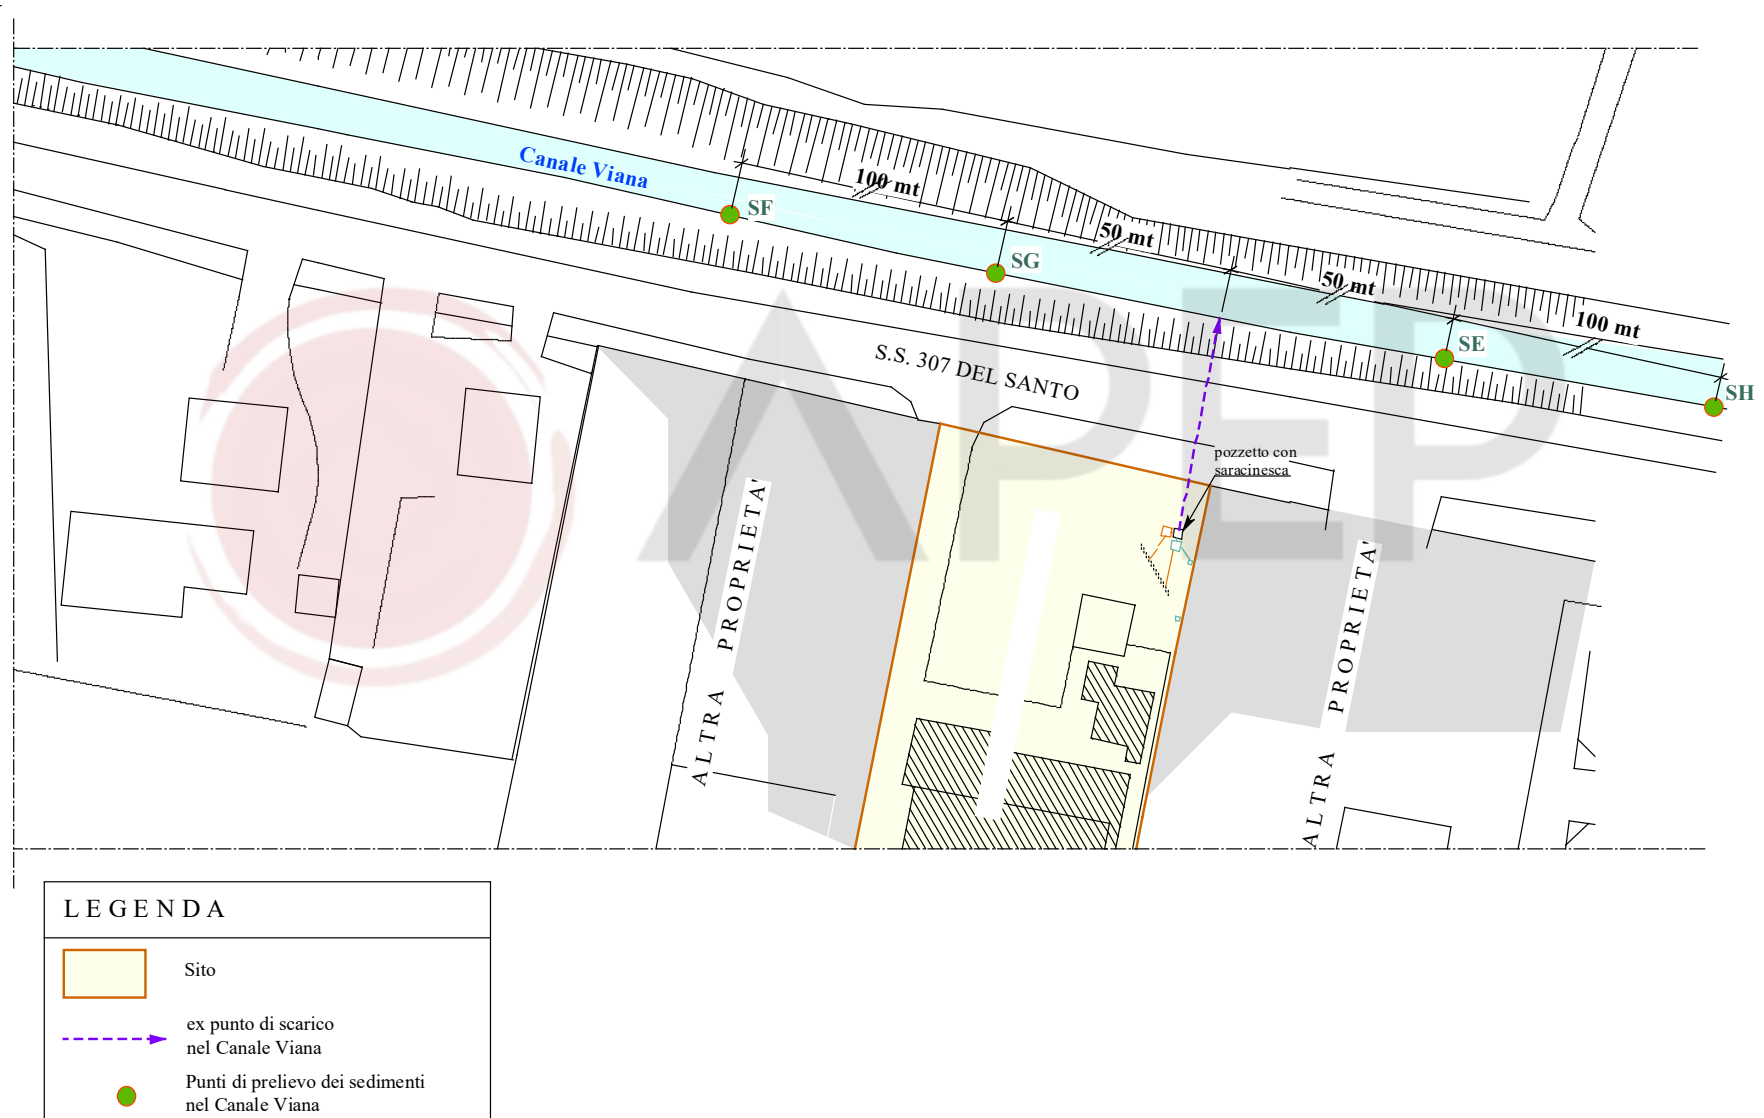 Canale Viana
100 mt
SF
50 mt
SG
50 mt
100 mt
SE
SH
S.S. 307 DEL SANTO
pozzetto con
saracinesca
ALTRA PROPRIETA'
ALTRA PROPRIETA'
APEP
LEGENDA
Sito
ex punto di scarico
nel Canale Viana
Punti di prelievo dei sedimenti
nel Canale Viana